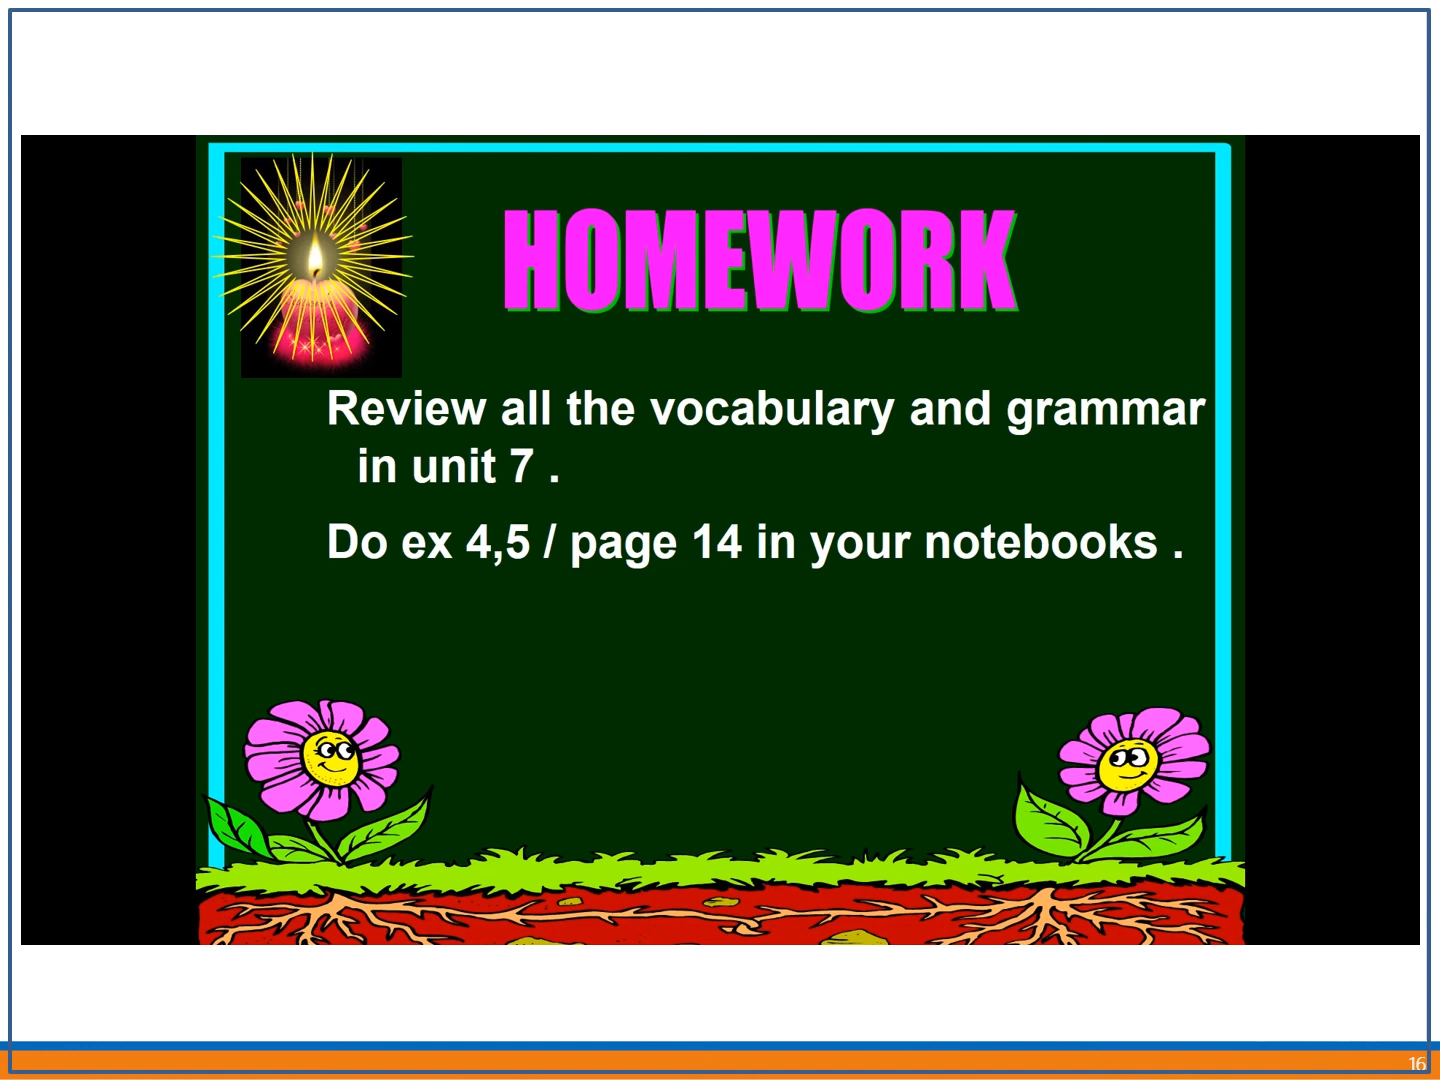 HOMEWORK
Review all the vocabulary and grammar
in unit 7 .
Do ex 4,5 / page 14 in your notebooks .
16